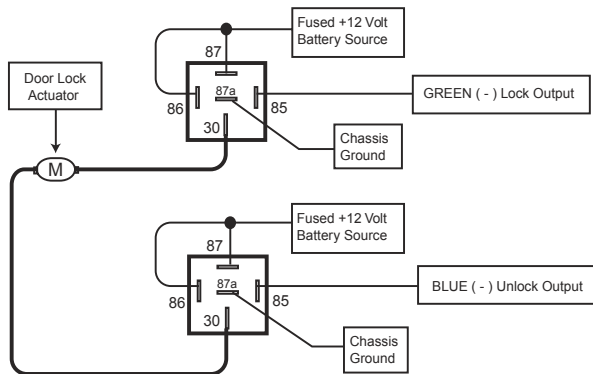 Fused +12 Volt
Battery Source
87
Door Lock
Actuator
87a
86
85
GREEN ( - ) Lock Output
30
Chassis
Ground
M
Fused +12 Volt
Battery Source
87
87a
86
85
BLUE ( - ) Unlock Output
30
Chassis
Ground